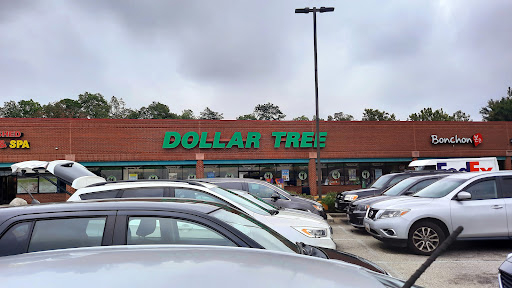 & SPA
DOLLAR TREE
Bonchon
FedEx